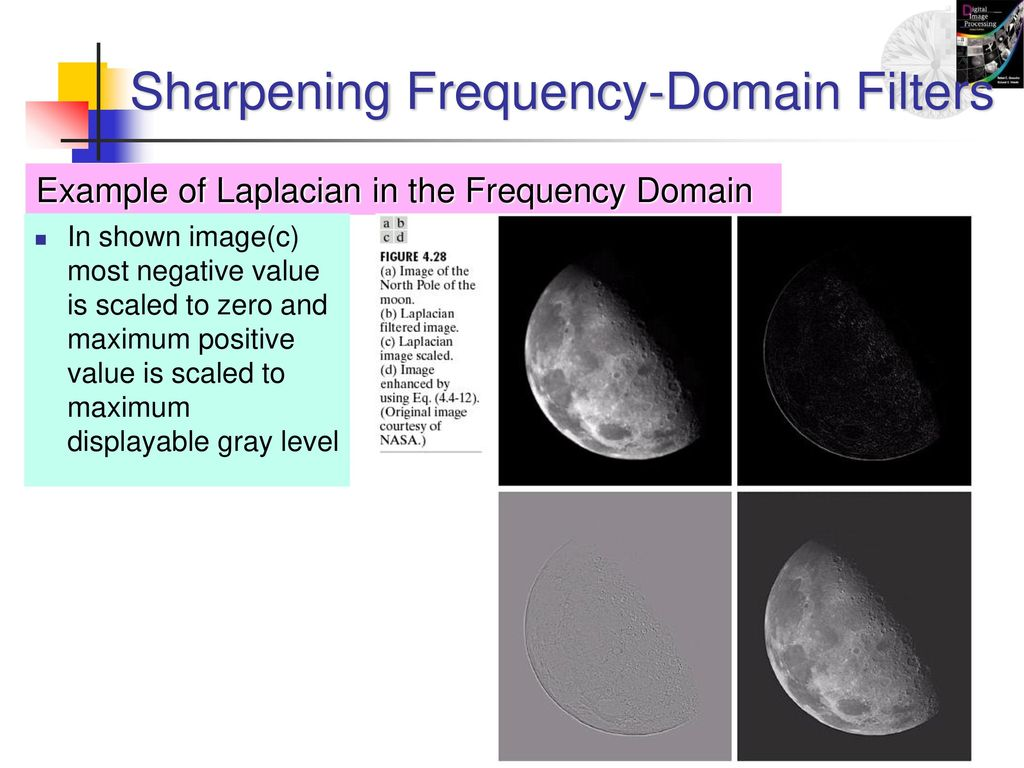 Digital
Image
Processing
Sharpening Frequency-Domain Filters
Example of Laplacian in the Frequency Domain
In shown image(c)
most negative value
is scaled to zero and
maximum positive
value is scaled to
maximum
displayable gray level
a b
c d
FIGURE 4.28
(a) Image of the
North Pole of the
moon.
(b) Laplacian
filtered image.
(c) Laplacian
image scaled.
(d) Image
enhanced by
using Eq. (4.4-12).
(Original image
courtesy of
NASA.)